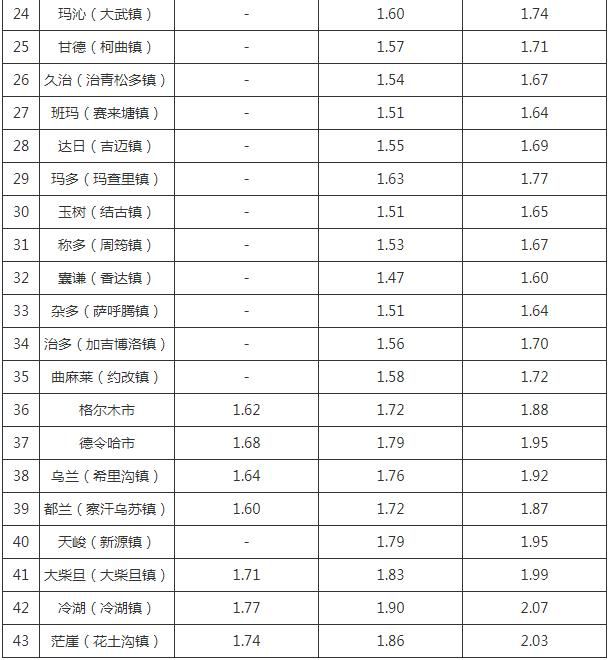 24 玛沁（大武镇） - 1.60 1.74
25 甘德（柯曲镇） - 1.57 1.71
26 久治（治青松多镇） - 1.54 1.67
27 班玛（赛来塘镇） - 1.51 1.64
28 达日（吉迈镇） - 1.55 1.69
29 玛多（玛查里镇） - 1.63 1.77
30 玉树（结古镇） - 1.51 1.65
31 称多（周筠镇） - 1.53 1.67
32 囊谦（香达镇） - 1.47 1.60
33 杂多（萨呼腾镇） - 1.51 1.64
34 治多（加吉博洛镇） - 1.56 1.70
35 曲麻莱（约改镇） - 1.58 1.72
36 格尔木市 1.62 1.72 1.88
37 德令哈市 1.68 1.79 1.95
38 乌兰（希里沟镇） 1.64 1.76 1.92
39 都兰（察汗乌苏镇） 1.60 1.72 1.87
40 天峻（新源镇） - 1.79 1.95
41 大柴旦（大柴旦镇） 1.71 1.83 1.99
42 冷湖（冷湖镇） 1.77 1.90 2.07
43 茫崖（花土沟镇） 1.74 1.86 2.03